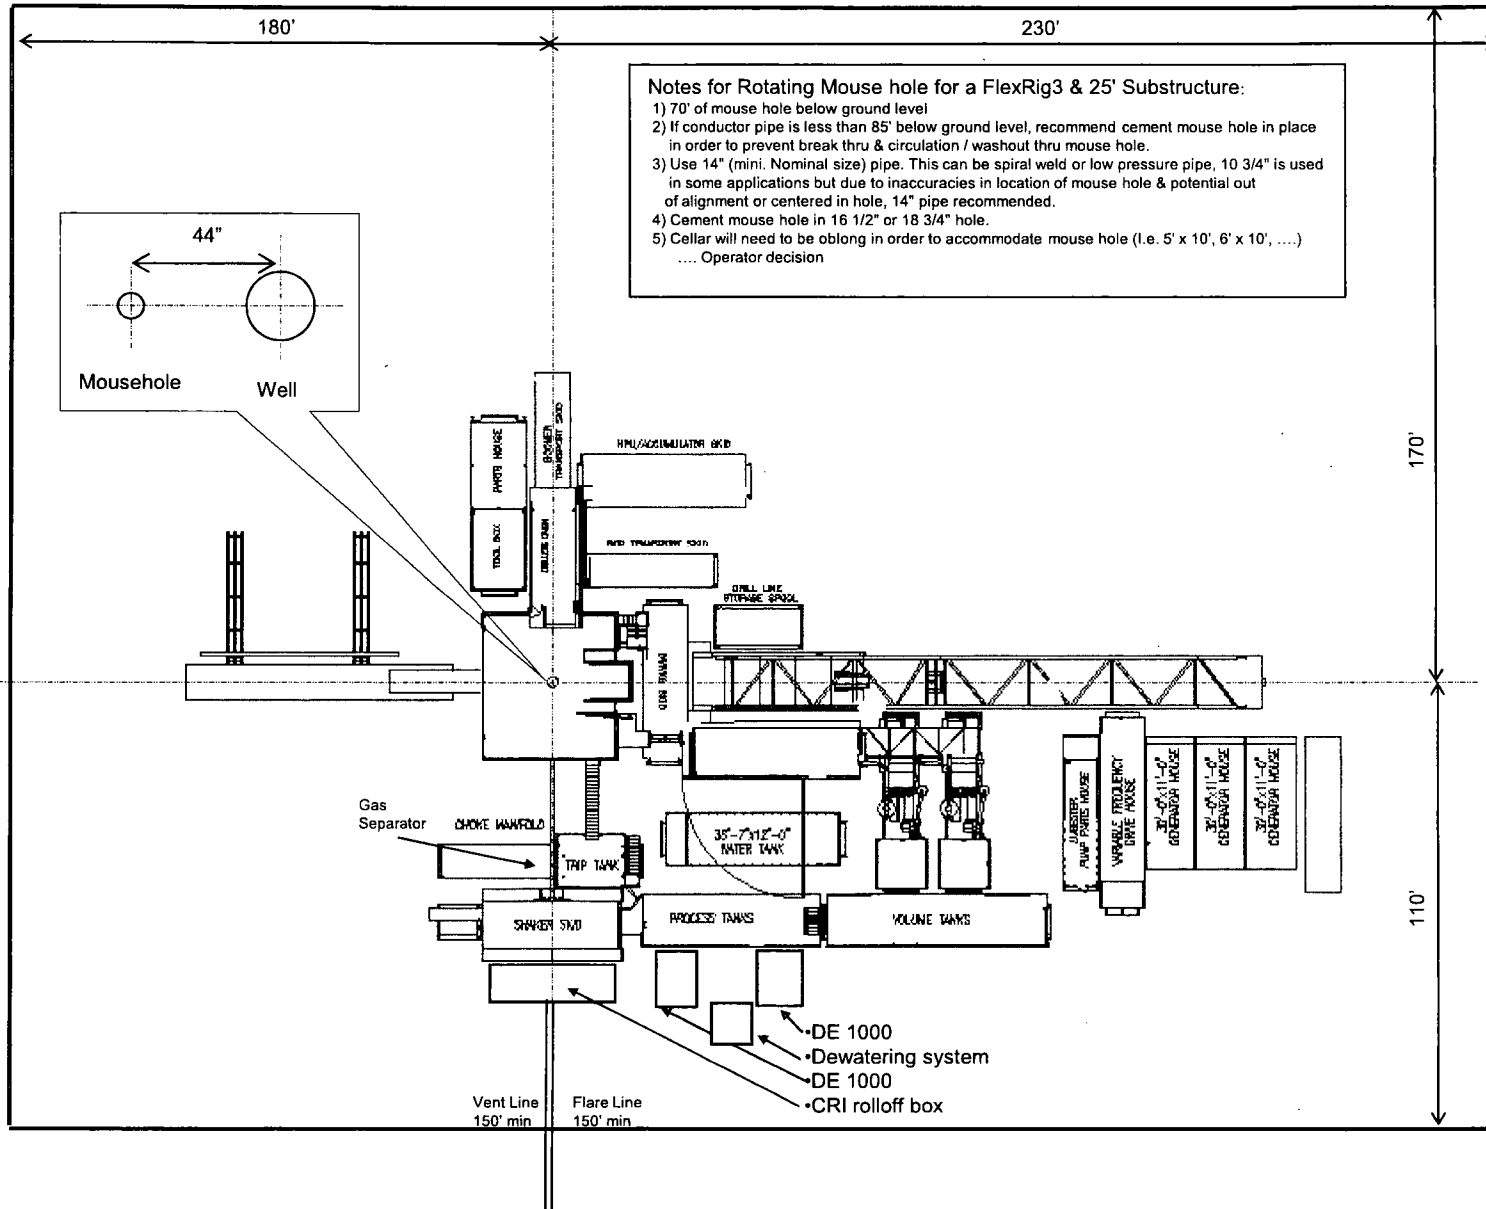 180'
230'
Notes for Rotating Mouse hole for a FlexRig3 & 25' Substructure:
1) 70' of mouse hole below ground level
2) If conductor pipe is less than 85' below ground level, recommend cement mouse hole in place
in order to prevent break thru & circulation / washout thru mouse hole.
3) Use 14" (mini. Nominal size) pipe. This can be spiral weld or low pressure pipe, 10 3/4" is used
in some applications but due to inaccuracies in location of mouse hole & potential out
of alignment or centered in hole, 14" pipe recommended.
4) Cement mouse hole in 16 1/2" or 18 3/4" hole.
5) Cellar will need to be oblong in order to accommodate mouse hole (I.e. 5' x 10', 6' x 10', ....)
.... Operator decision
44"
Mousehole
Well
170'
PARTS HOUSE
TRANSPORT SKID
HPU/ACCUMULATOR SKID
TOOL BOX
TRANSPORT SKID
DRILL LINE
STORAGE SPOOL
SKID
Gas
Separator
CHOKE MANIFOLD
TRIP TANK
35'-7"x12'-0"
WATER TANK
PUMP PARTS HOUSE
VARIABLE FREQUENCY
DRIVE HOUSE
GENERATOR HOUSE
GENERATOR HOUSE
GENERATOR HOUSE
110'
SHAKER SKID
PROCESS TANKS
VOLUME TANKS
•DE 1000
•Dewatering system
•DE 1000
•CRI rolloff box
Vent Line
150' min
Flare Line
150' min